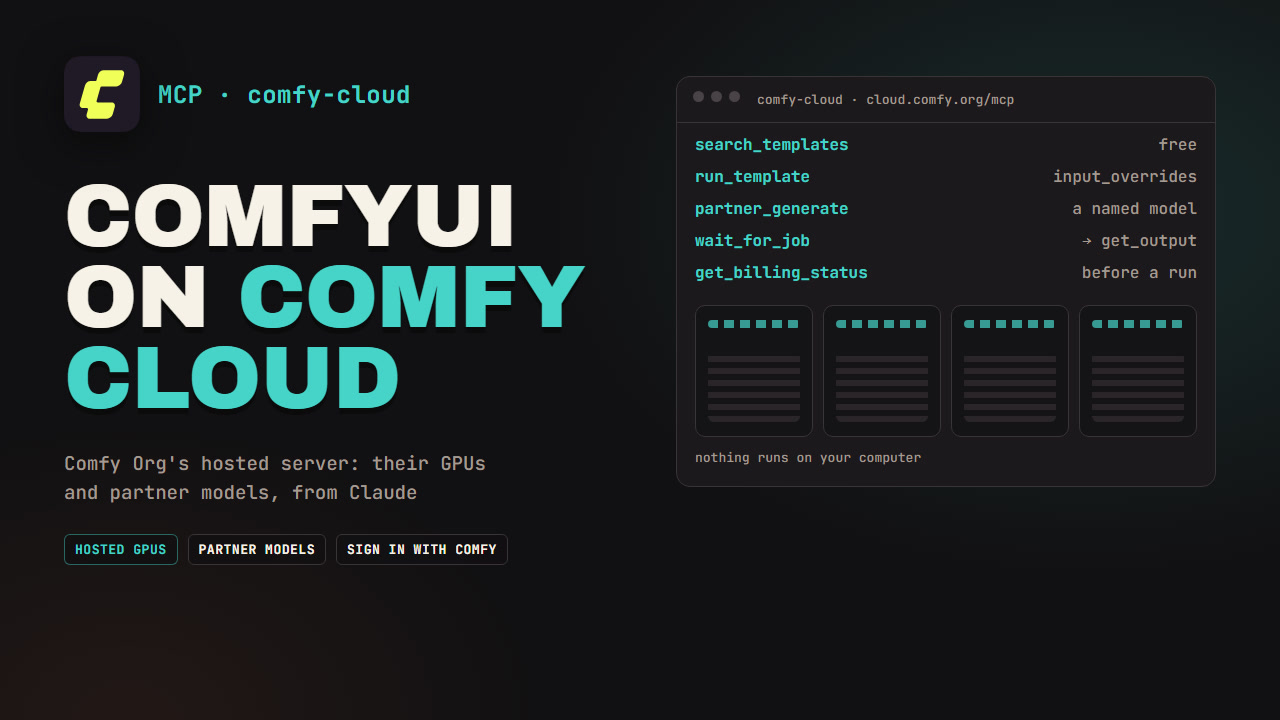 MCP · comfy-cloud
COMFYUI
ON COMFY
CLOUD
Comfy Org's hosted server: their GPUs
and partner models, from Claude
HOSTED GPUS
PARTNER MODELS
SIGN IN WITH COMFY
comfy-cloud · cloud.comfy.org/mcp
search_templates free
run_template input_overrides
partner_generate a named model
wait_for_job → get_output
get_billing_status before a run
nothing runs on your computer